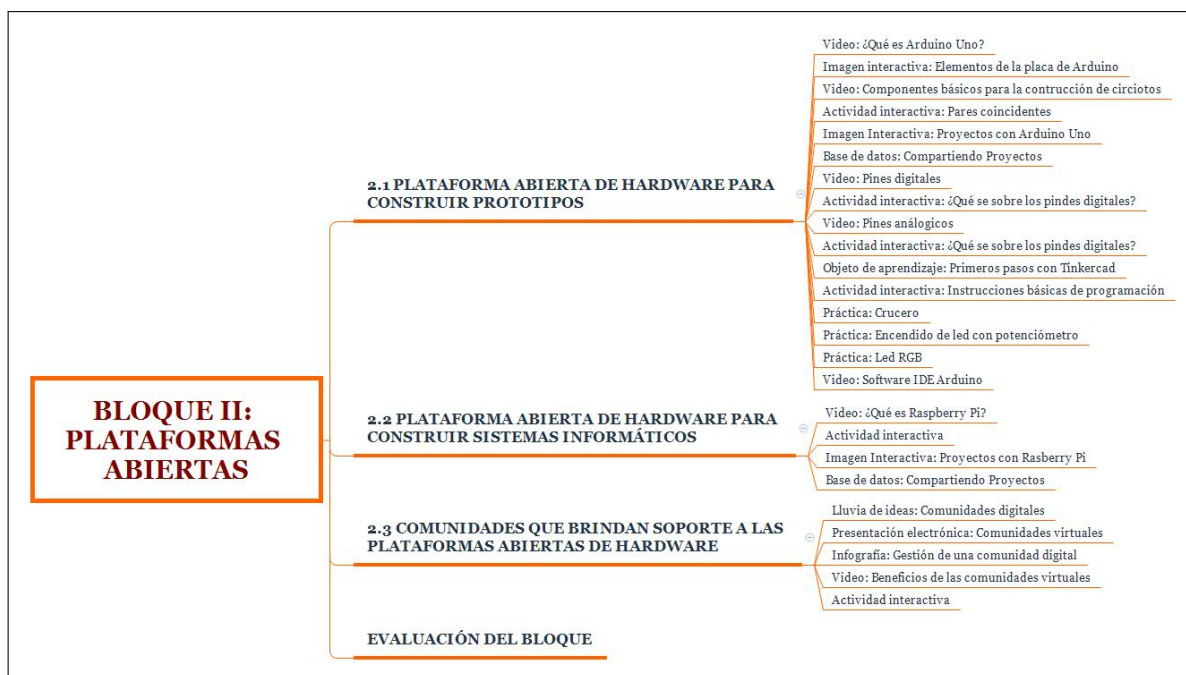 BLOQUE II:
PLATAFORMAS
ABIERTAS
2.1 PLATAFORMA ABIERTA DE HARDWARE PARA
CONSTRUIR PROTOTIPOS
Video: ¿Qué es Arduino Uno?
Imagen interactiva: Elementos de la placa de Arduino
Video: Componentes básicos para la contrucción de circiotos
Actividad interactiva: Pares coincidentes
Imagen Interactiva: Proyectos con Arduino Uno
Base de datos: Compartiendo Proyectos
Video: Pines digitales
Actividad interactiva: ¿Qué se sobre los pindes digitales?
Video: Pines análogicos
Actividad interactiva: ¿Qué se sobre los pindes digitales?
Objeto de aprendizaje: Primeros pasos con Tinkercad
Actividad interactiva: Instrucciones básicas de programación
Práctica: Crucero
Práctica: Encendido de led con potenciómetro
Práctica: Led RGB
Video: Software IDE Arduino
2.2 PLATAFORMA ABIERTA DE HARDWARE PARA
CONSTRUIR SISTEMAS INFORMÁTICOS
Video: ¿Qué es Raspberry Pi?
Actividad interactiva
Imagen Interactiva: Proyectos con Rasberry Pi
Base de datos: Compartiendo Proyectos
2.3 COMUNIDADES QUE BRINDAN SOPORTE A LAS
PLATAFORMAS ABIERTAS DE HARDWARE
Lluvia de ideas: Comunidades digitales
Presentación electrónica: Comunidades virtuales
Infografía: Gestión de una comunidad digital
Video: Beneficios de las comunidades virtuales
Actividad interactiva
EVALUACIÓN DEL BLOQUE